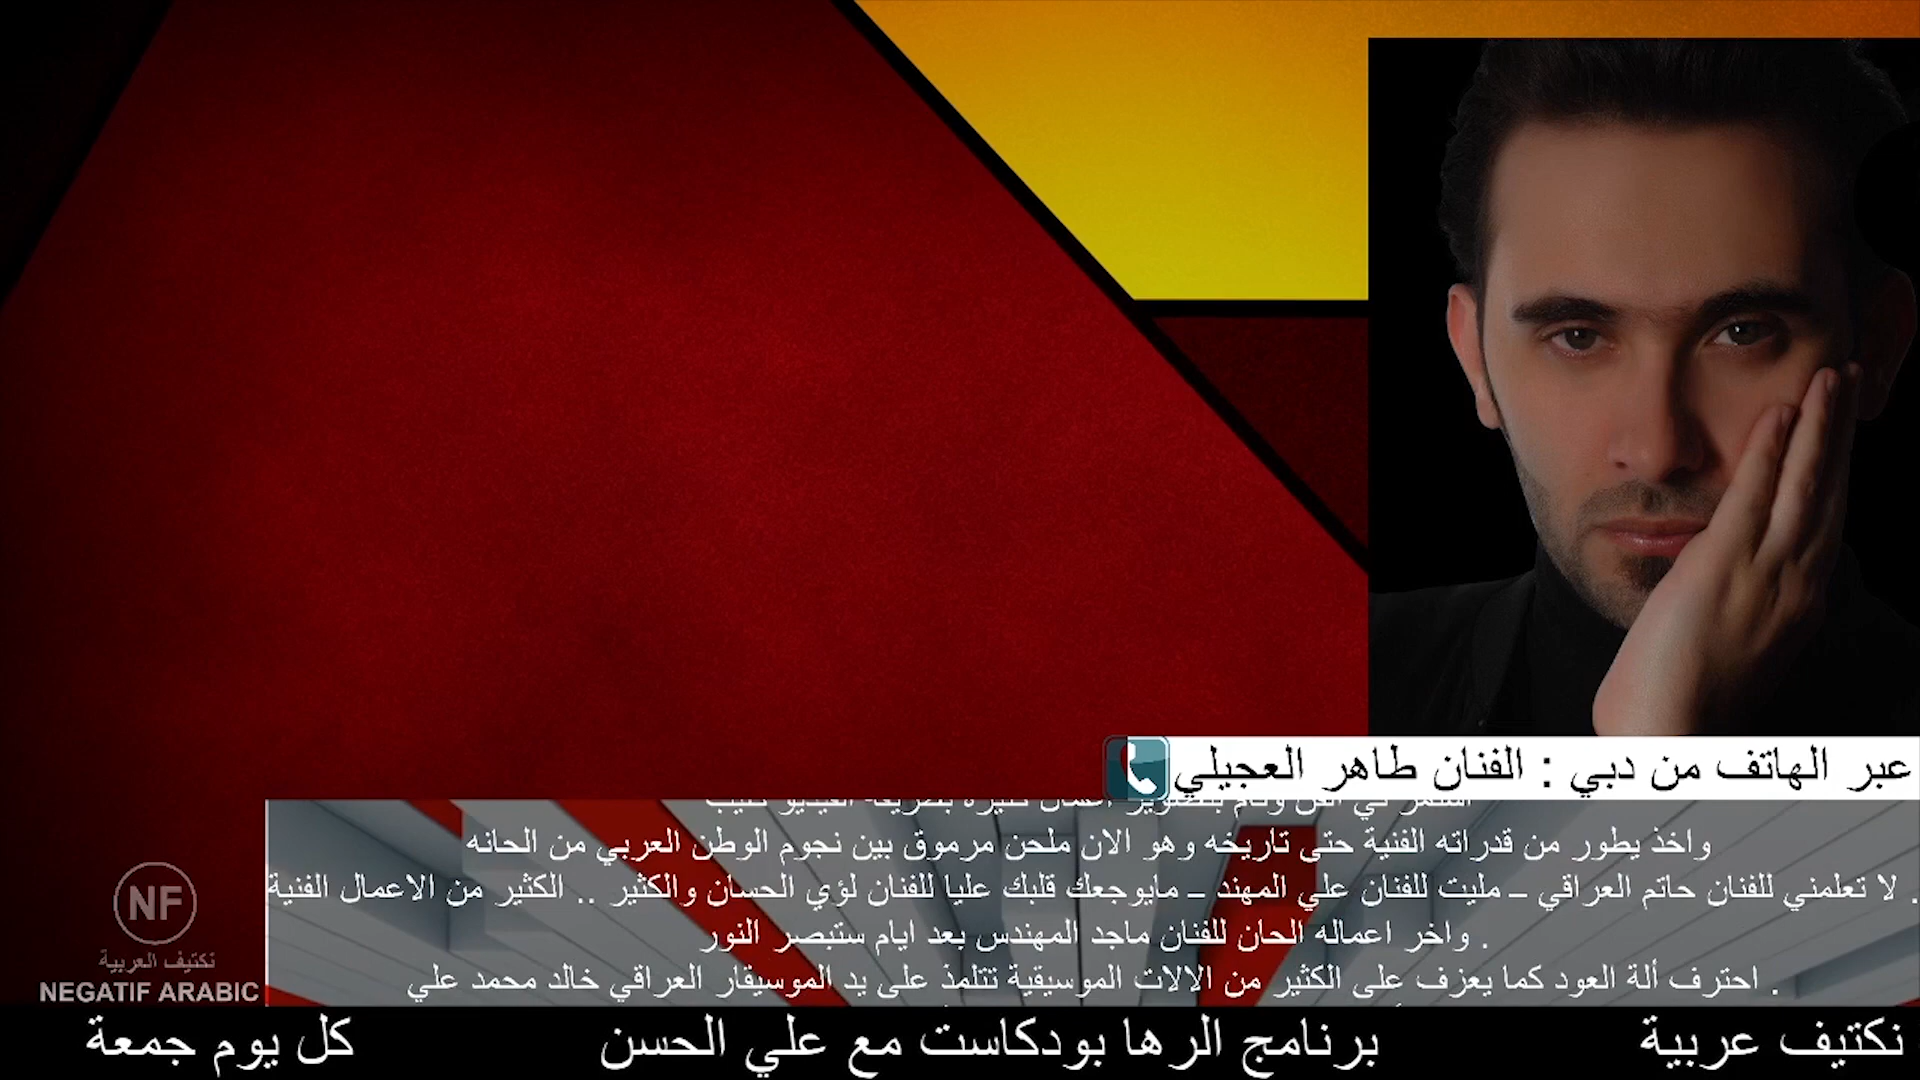 عبر الهاتف من دبي : الفنان طاهر العجيلي
واخذ يطور من قدراته الفنية حتى تاريخه وهو الان ملحن مرموق بين نجوم الوطن العربي من الحانه
. لا تعلمني للفنان حاتم العراقي – مليت للفنان علي المهند – مايوجعك قلبك عليا للفنان لؤي الحسان والكثير .. الكثير من الاعمال الفنية
. واخر اعماله الحان للفنان ماجد المهندس بعد ايام ستبصر النور
. احترف ألة العود كما يعزف على الكثير من الالات الموسيقية تتلمذ على يد الموسيقار العراقي خالد محمد علي
NF
نكتيف العربية
NEGATIF ARABIC
نكتيف عربية
برنامج الرها بودكاست مع علي الحسن
كل يوم جمعة